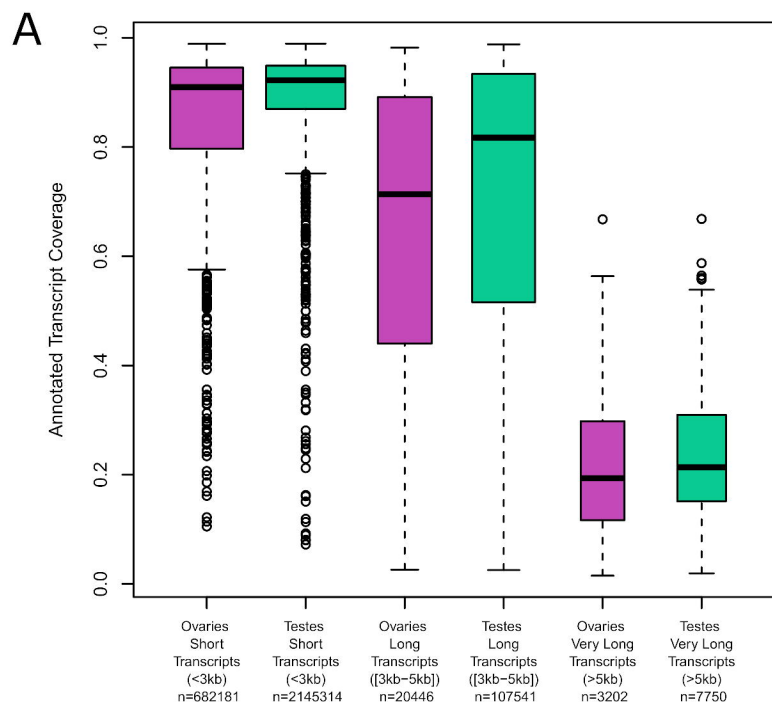 A
1.0
0.8
0.6
0.4
0.2
0.0
Annotated Transcript Coverage
Ovaries
Short
Transcripts
(<3kb)
n=682181
Testes
Short
Transcripts
(<3kb)
n=2145314
Ovaries
Long
Transcripts
([3kb−5kb])
n=20446
Testes
Long
Transcripts
([3kb−5kb])
n=107541
Ovaries
Very Long
Transcripts
(>5kb)
n=3202
Testes
Very Long
Transcripts
(>5kb)
n=7750